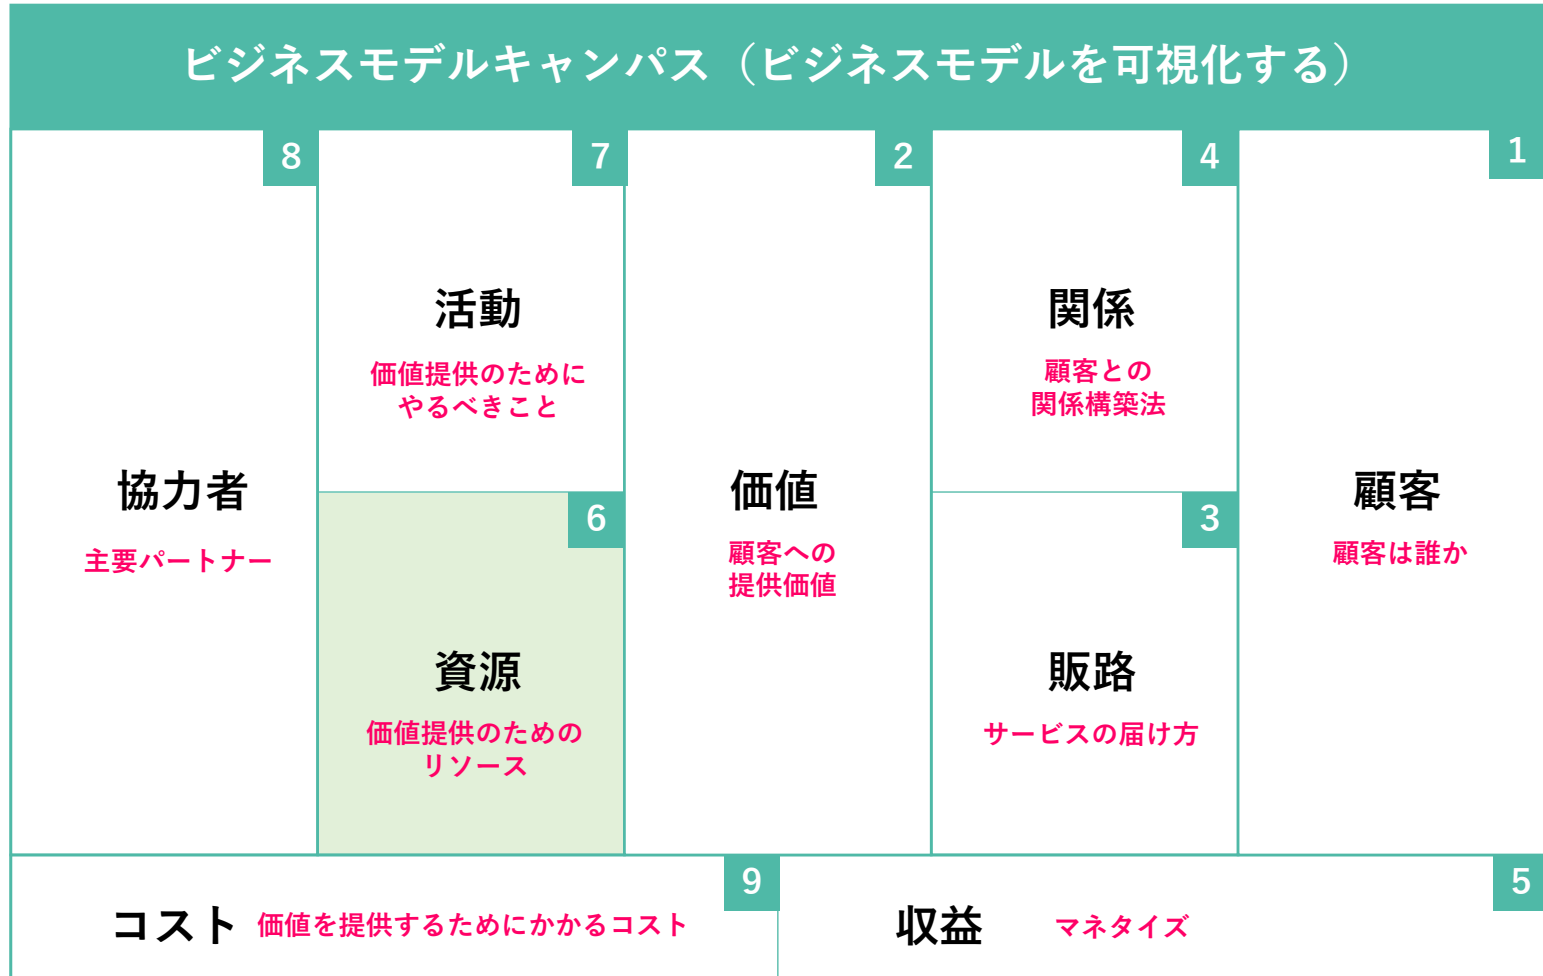 ビジネスモデルキャンパス（ビジネスモデルを可視化する）
8
協力者
主要パートナー
7
活動
価値提供のために
やるべきこと
6
資源
価値提供のための
リソース
2
価値
顧客への
提供価値
4
関係
顧客との
関係構築法
3
販路
サービスの届け方
1
顧客
顧客は誰か
9
コスト 価値を提供するためにかかるコスト
5
収益 マネタイズ